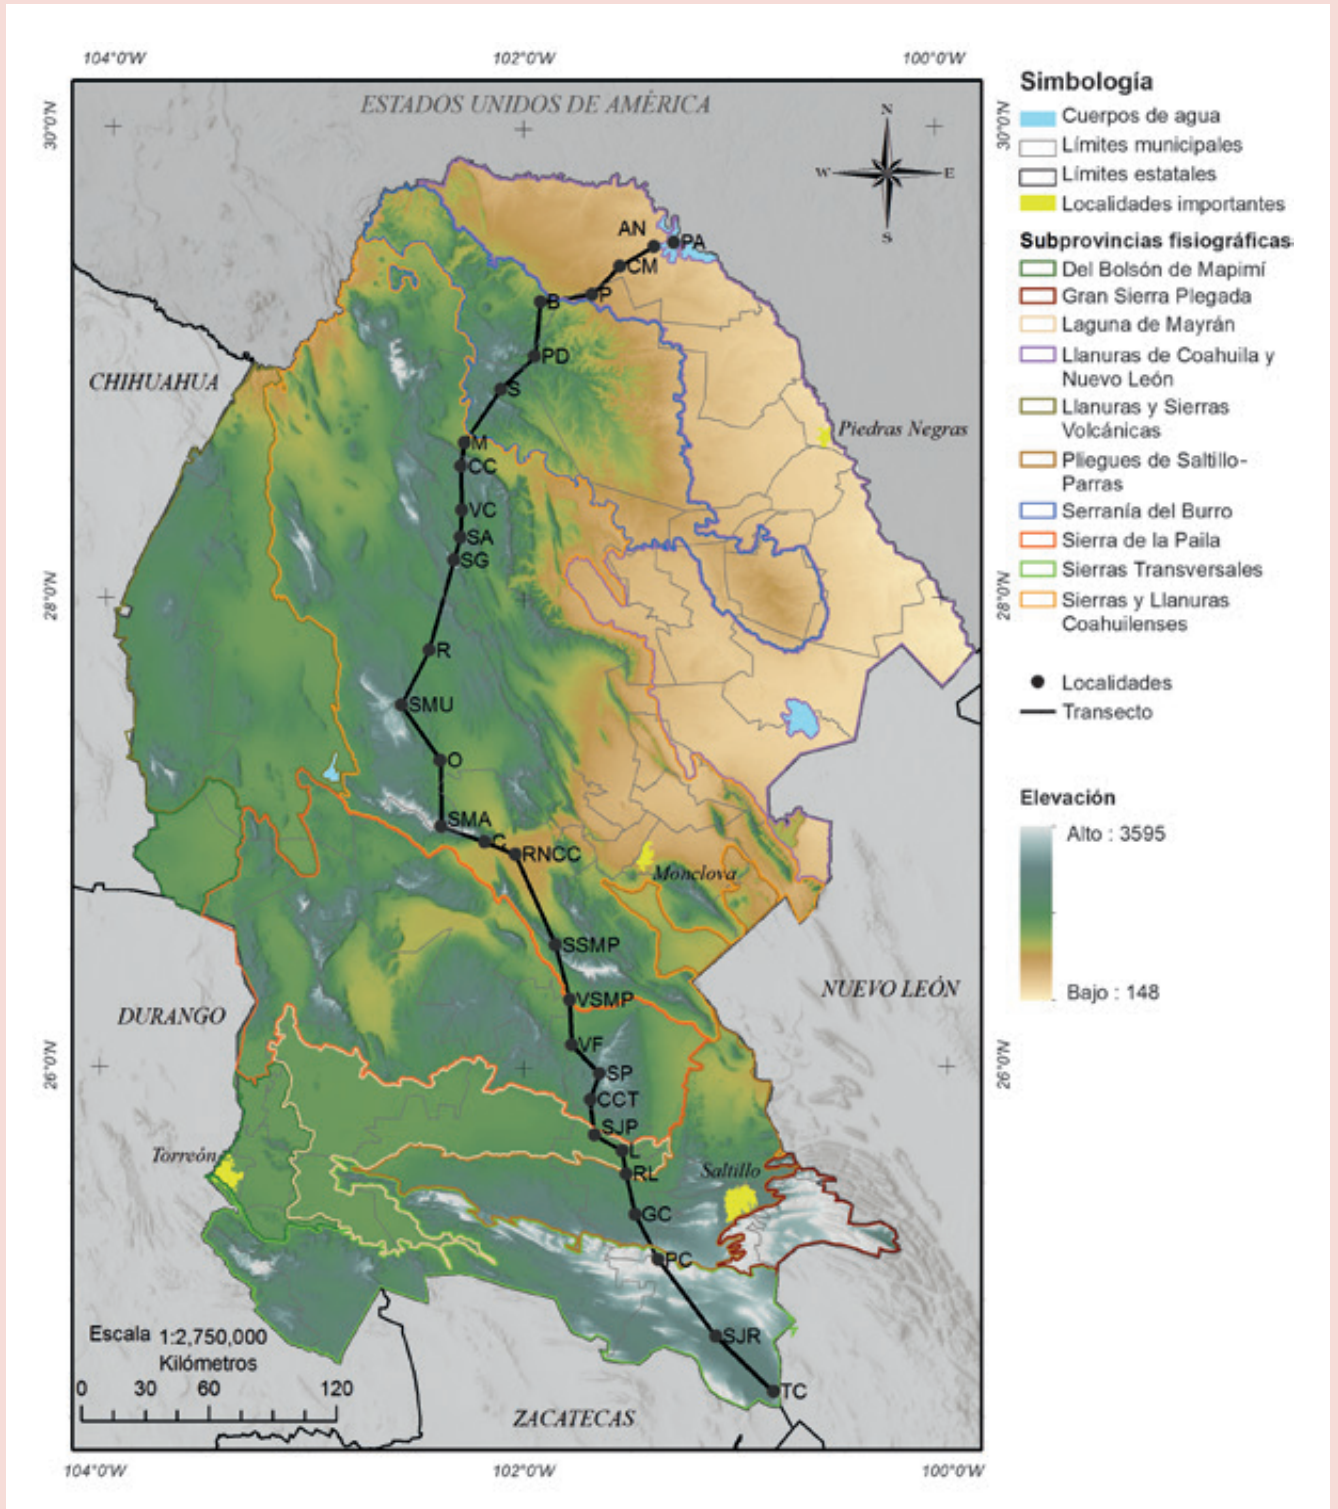 104°0'W 102°0'W 100°0'W
ESTADOS UNIDOS DE AMÉRICA
30°0'N
30°0'N
N
W E
S
AN
PA
CM
P
B
PD
S
CHIHUAHUA
Piedras Negras
M
CC
VC
SA
SG
28°0'N
28°0'N
R
SMU
O
SMA
C
RNCC
Monclova
SSMP
VSMP
NUEVO LEÓN
DURANGO
VF
26°0'N
26°0'N
SP
CCT
SJP
L
Torreón
RL
Saltillo
GC
PC
SJR
TC
Escala 1:2,750,000
Kilómetros
0 30 60 120
ZACATECAS
104°0'W 102°0'W 100°0'W
Simbología
Cuerpos de agua
Límites municipales
Límites estatales
Localidades importantes
Subprovincias fisiográficas
Del Bolsón de Mapimí
Gran Sierra Plegada
Laguna de Mayrán
Llanuras de Coahuila y
Nuevo León
Llanuras y Sierras
Volcánicas
Pliegues de Saltillo-
Parras
Serranía del Burro
Sierra de la Paila
Sierras Transversales
Sierras y Llanuras
Coahuilenses
Localidades
Transecto
Elevación
Alto : 3595
Bajo : 148